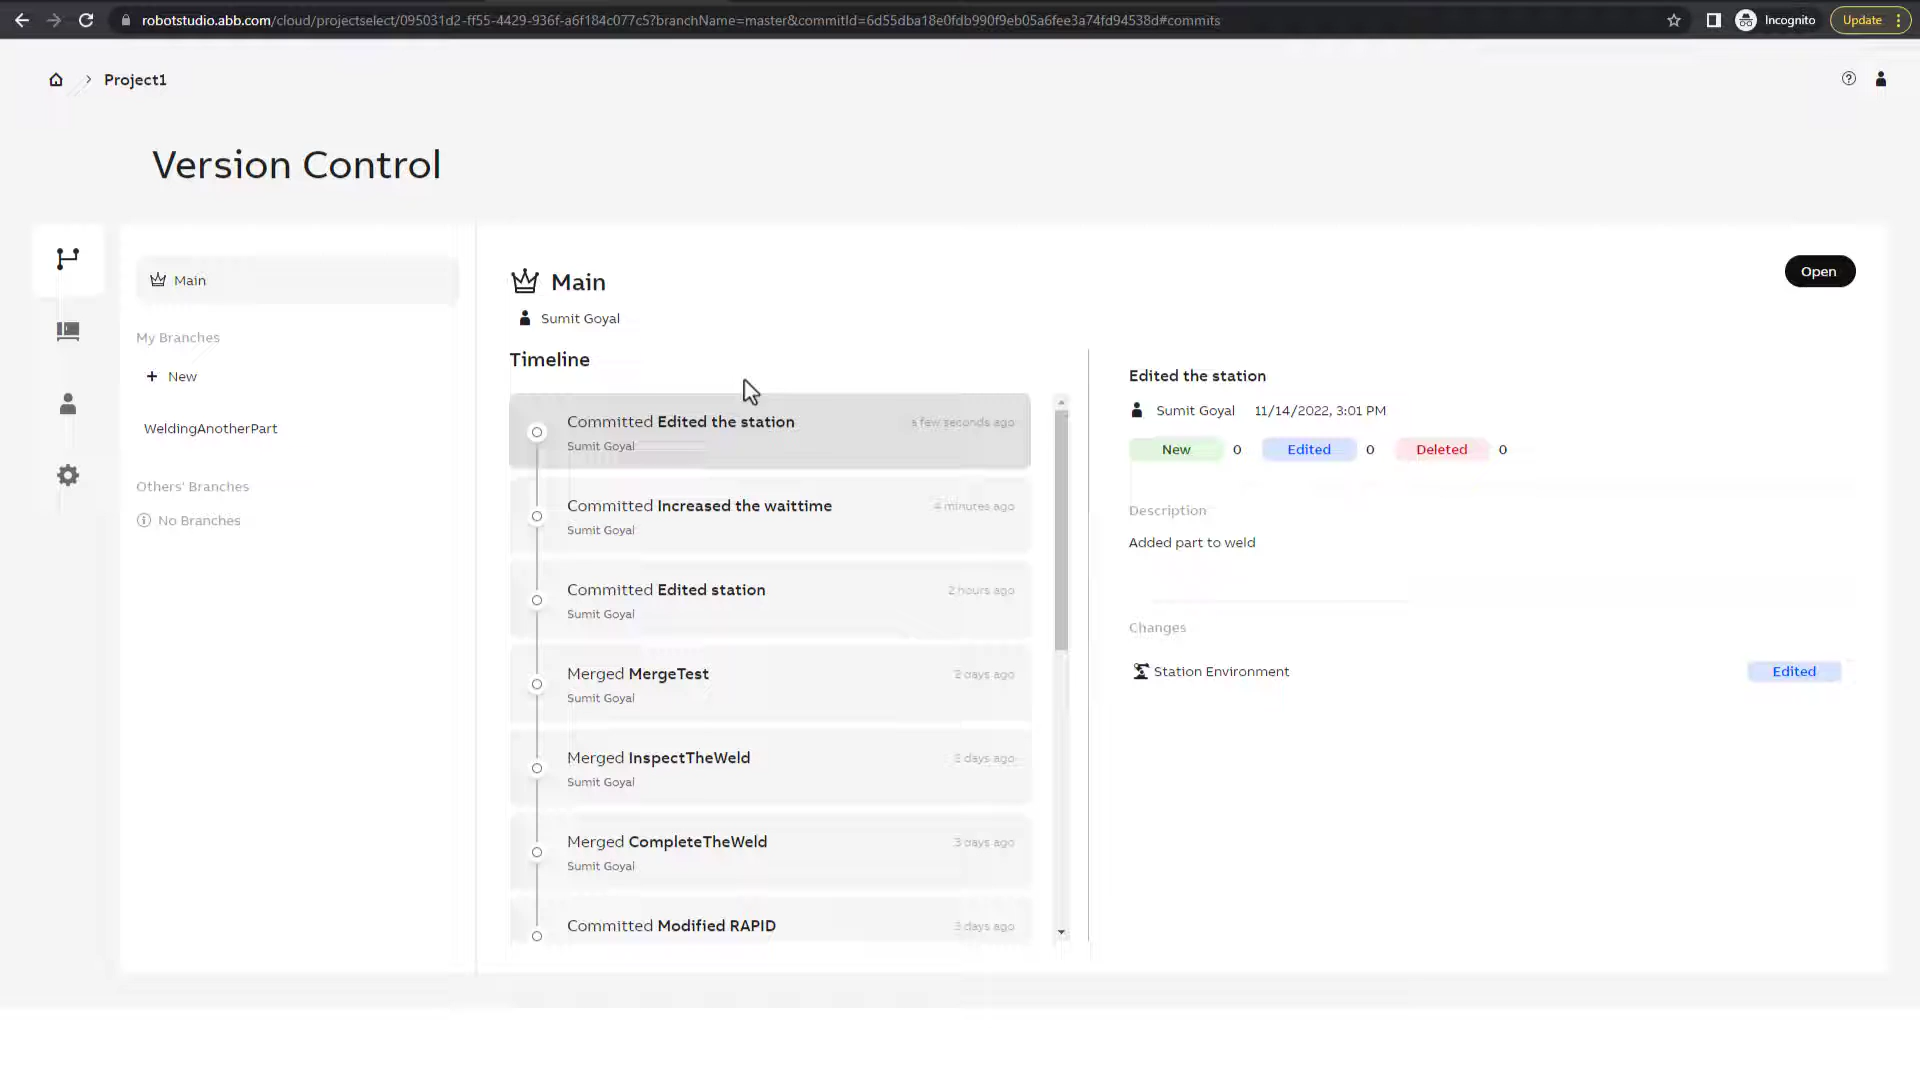 robotstudio.abb.com/cloud/projectselect/095031d2-ff55-4429-936f-a6f184c077c5?branchName=master&commitId=6d55dba18e0fdb990f9eb05a6fee3a74fd94538d#commits
Incognito
Update
Project1
Version Control
Main
My Branches
+ New
WeldingAnotherPart
Others' Branches
No Branches
Main
Sumit Goyal
Open
Timeline
Committed Edited the station
a few seconds ago
Sumit Goyal
Committed Increased the waittime
4 minutes ago
Sumit Goyal
Committed Edited station
2 hours ago
Sumit Goyal
Merged MergeTest
2 days ago
Sumit Goyal
Merged InspectTheWeld
3 days ago
Sumit Goyal
Merged CompleteTheWeld
3 days ago
Sumit Goyal
Committed Modified RAPID
3 days ago
Edited the station
Sumit Goyal 11/14/2022, 3:01 PM
New 0 Edited 0 Deleted 0
Description
Added part to weld
Changes
Station Environment
Edited